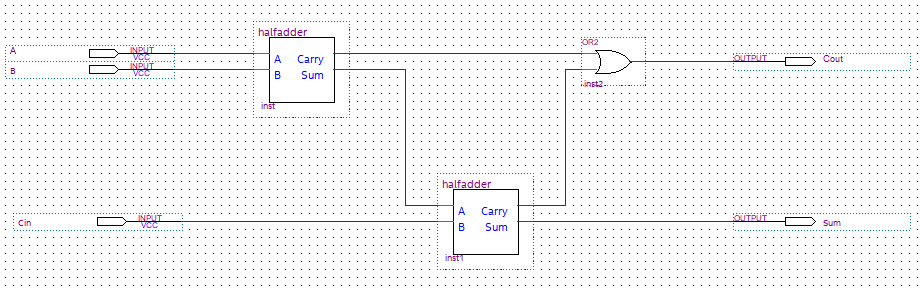 halfadder
A
INPUT
VCC
B
INPUT
VCC
A Carry
B Sum
inst
OR2
inst2
OUTPUT
Cout
halfadder
A Carry
B Sum
inst1
Cin
INPUT
VCC
OUTPUT
Sum